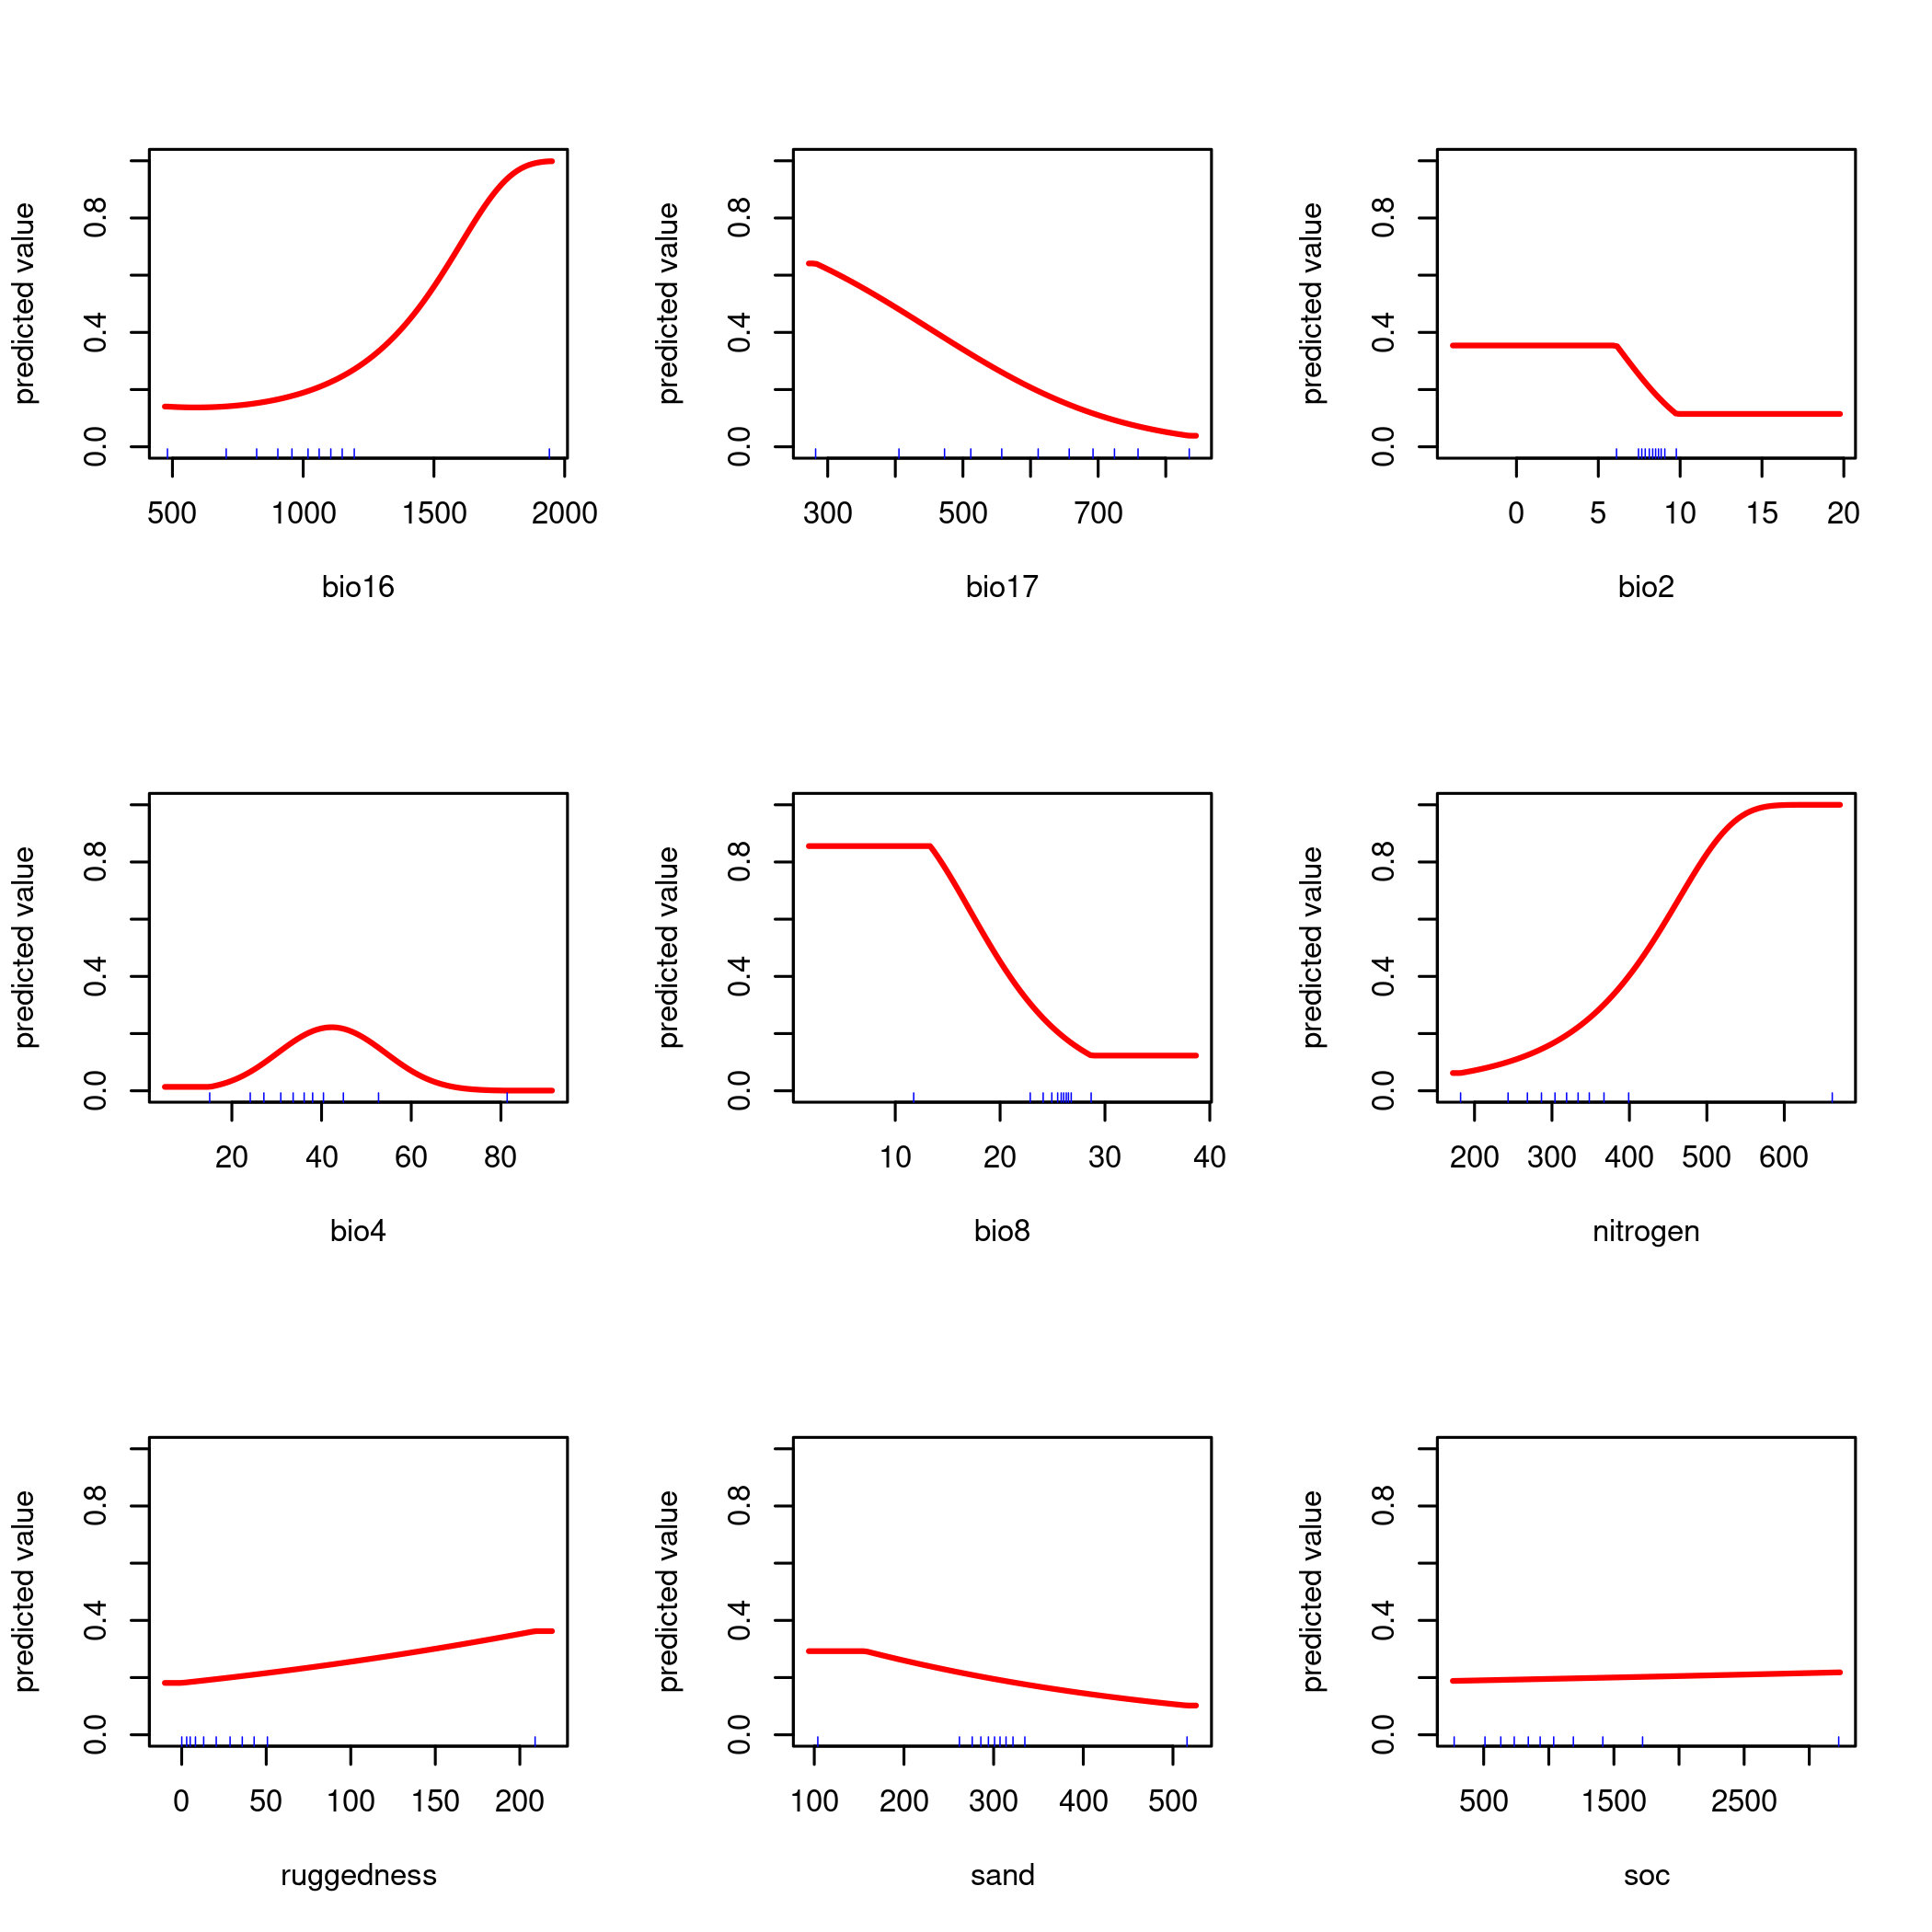 predicted value
0.0 0.4 0.8
500 1000 1500 2000
bio16
predicted value
0.0 0.4 0.8
300 500 700
bio17
predicted value
0.0 0.4 0.8
0 5 10 15 20
bio2
predicted value
0.0 0.4 0.8
20 40 60 80
bio4
predicted value
0.0 0.4 0.8
10 20 30 40
bio8
predicted value
0.0 0.4 0.8
200 300 400 500 600
nitrogen
predicted value
0.0 0.4 0.8
0 50 100 150 200
ruggedness
predicted value
0.0 0.4 0.8
100 200 300 400 500
sand
predicted value
0.0 0.4 0.8
500 1500 2500
soc